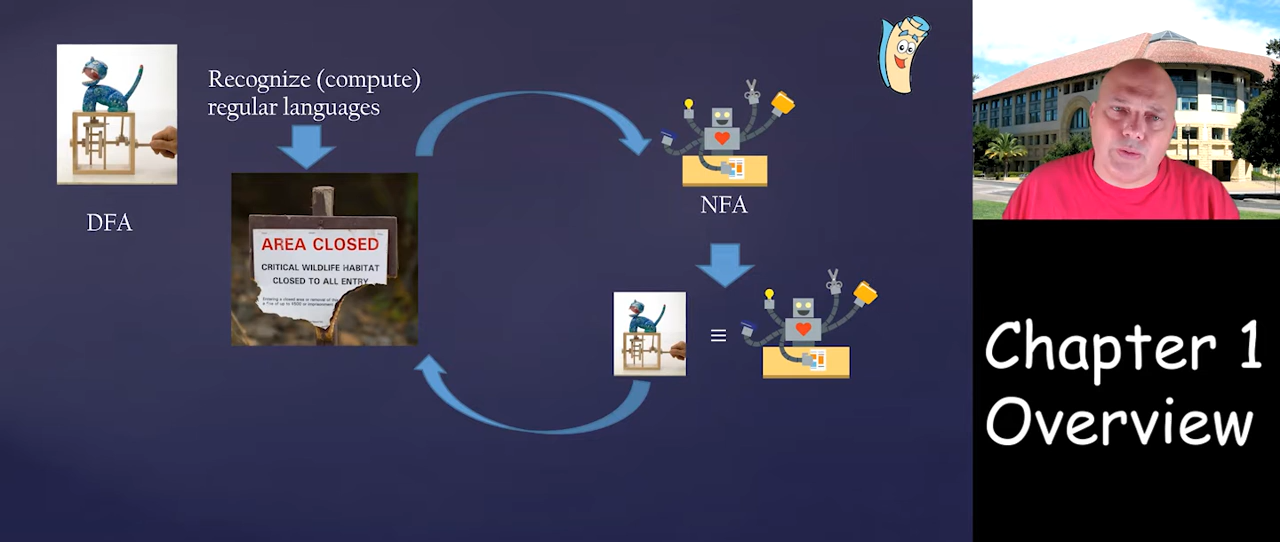 Recognize (compute)
regular languages
DFA
AREA CLOSED
CRITICAL WILDLIFE HABITAT
CLOSED TO ALL ENTRY
NFA
≡
Chapter 1
Overview